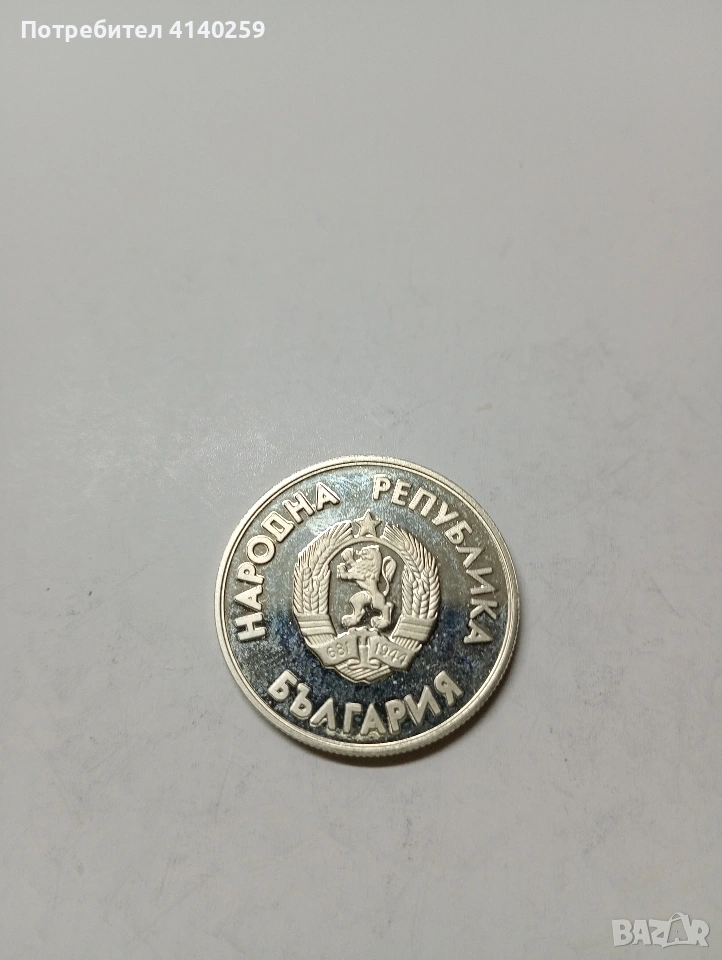 Потребител 4140259
НАРОДНА РЕПУБЛИКА
681 1944
БЪЛГАРИЯ
BAZAR